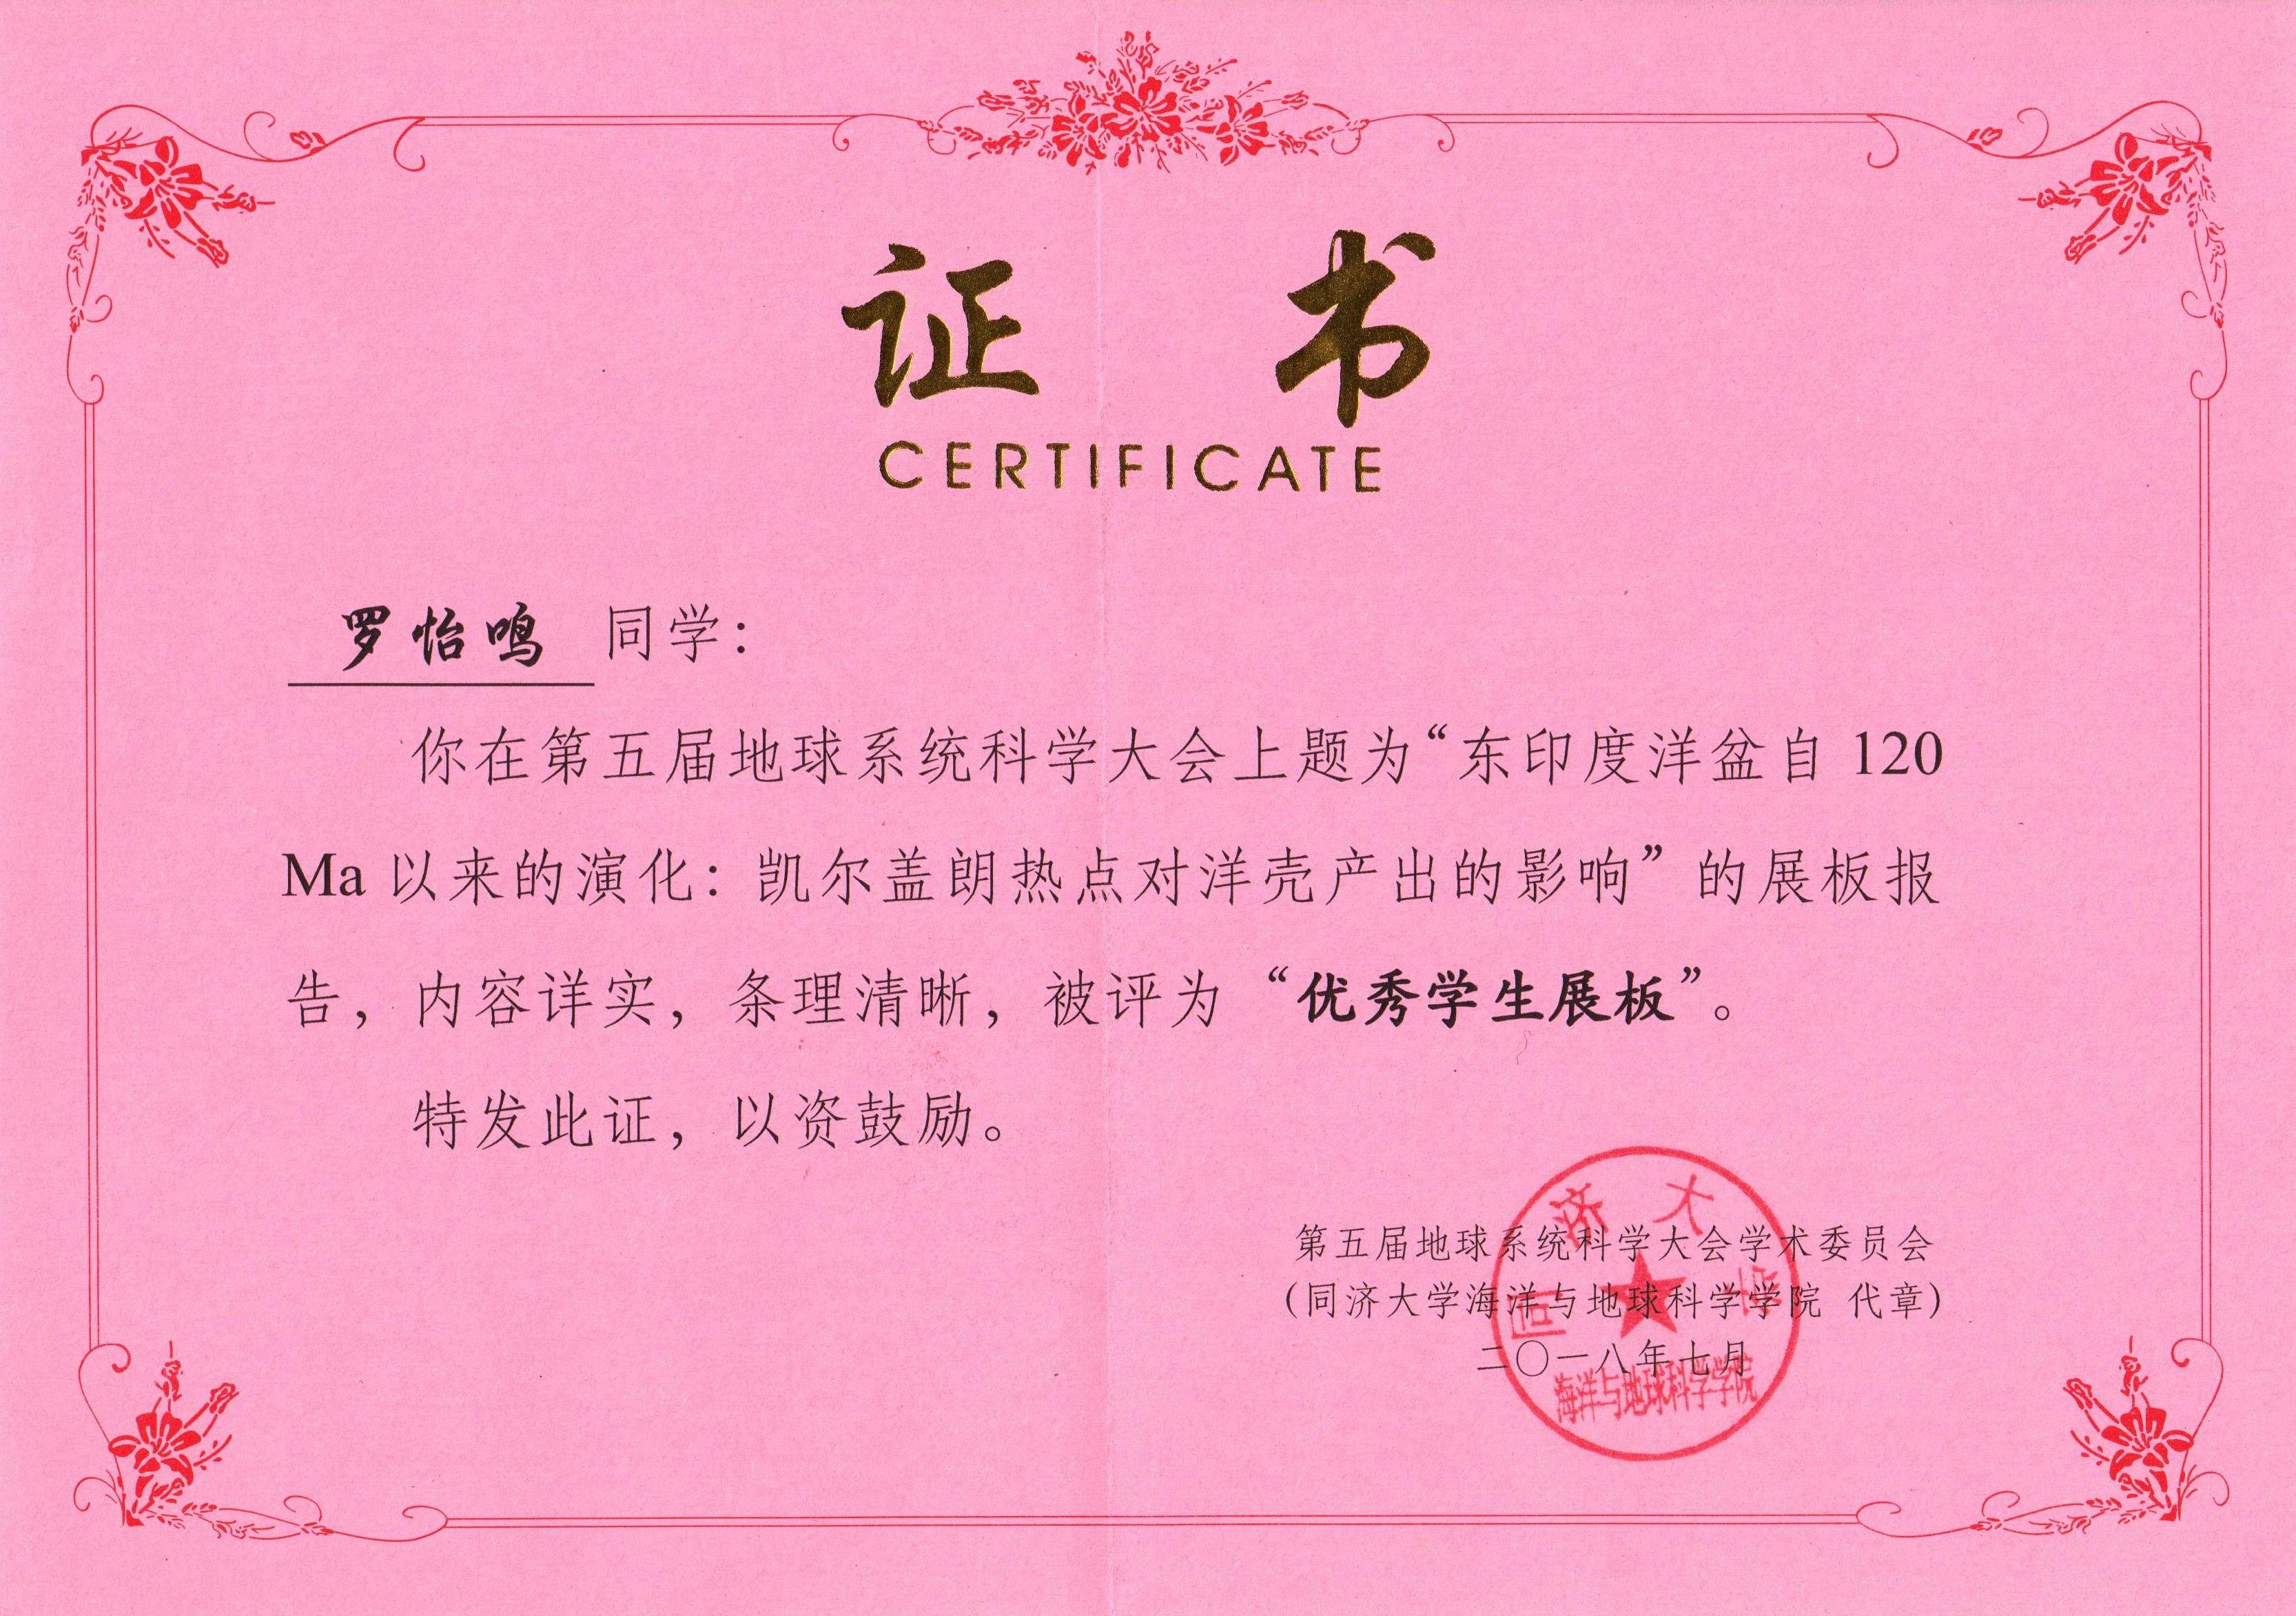 证书
CERTIFICATE
罗怡鸣 同学：
你在第五届地球系统科学大会上题为“东印度洋盆自 120
Ma 以来的演化：凯尔盖朗热点对洋壳产出的影响”的展板报
告，内容详实，条理清晰，被评为“优秀学生展板”。
特发此证，以资鼓励。
第五届地球系统科学大会学术委员会
(同济大学海洋与地球科学学院 代章)
二〇一八年七月
同济大学
海洋与地球科学学院